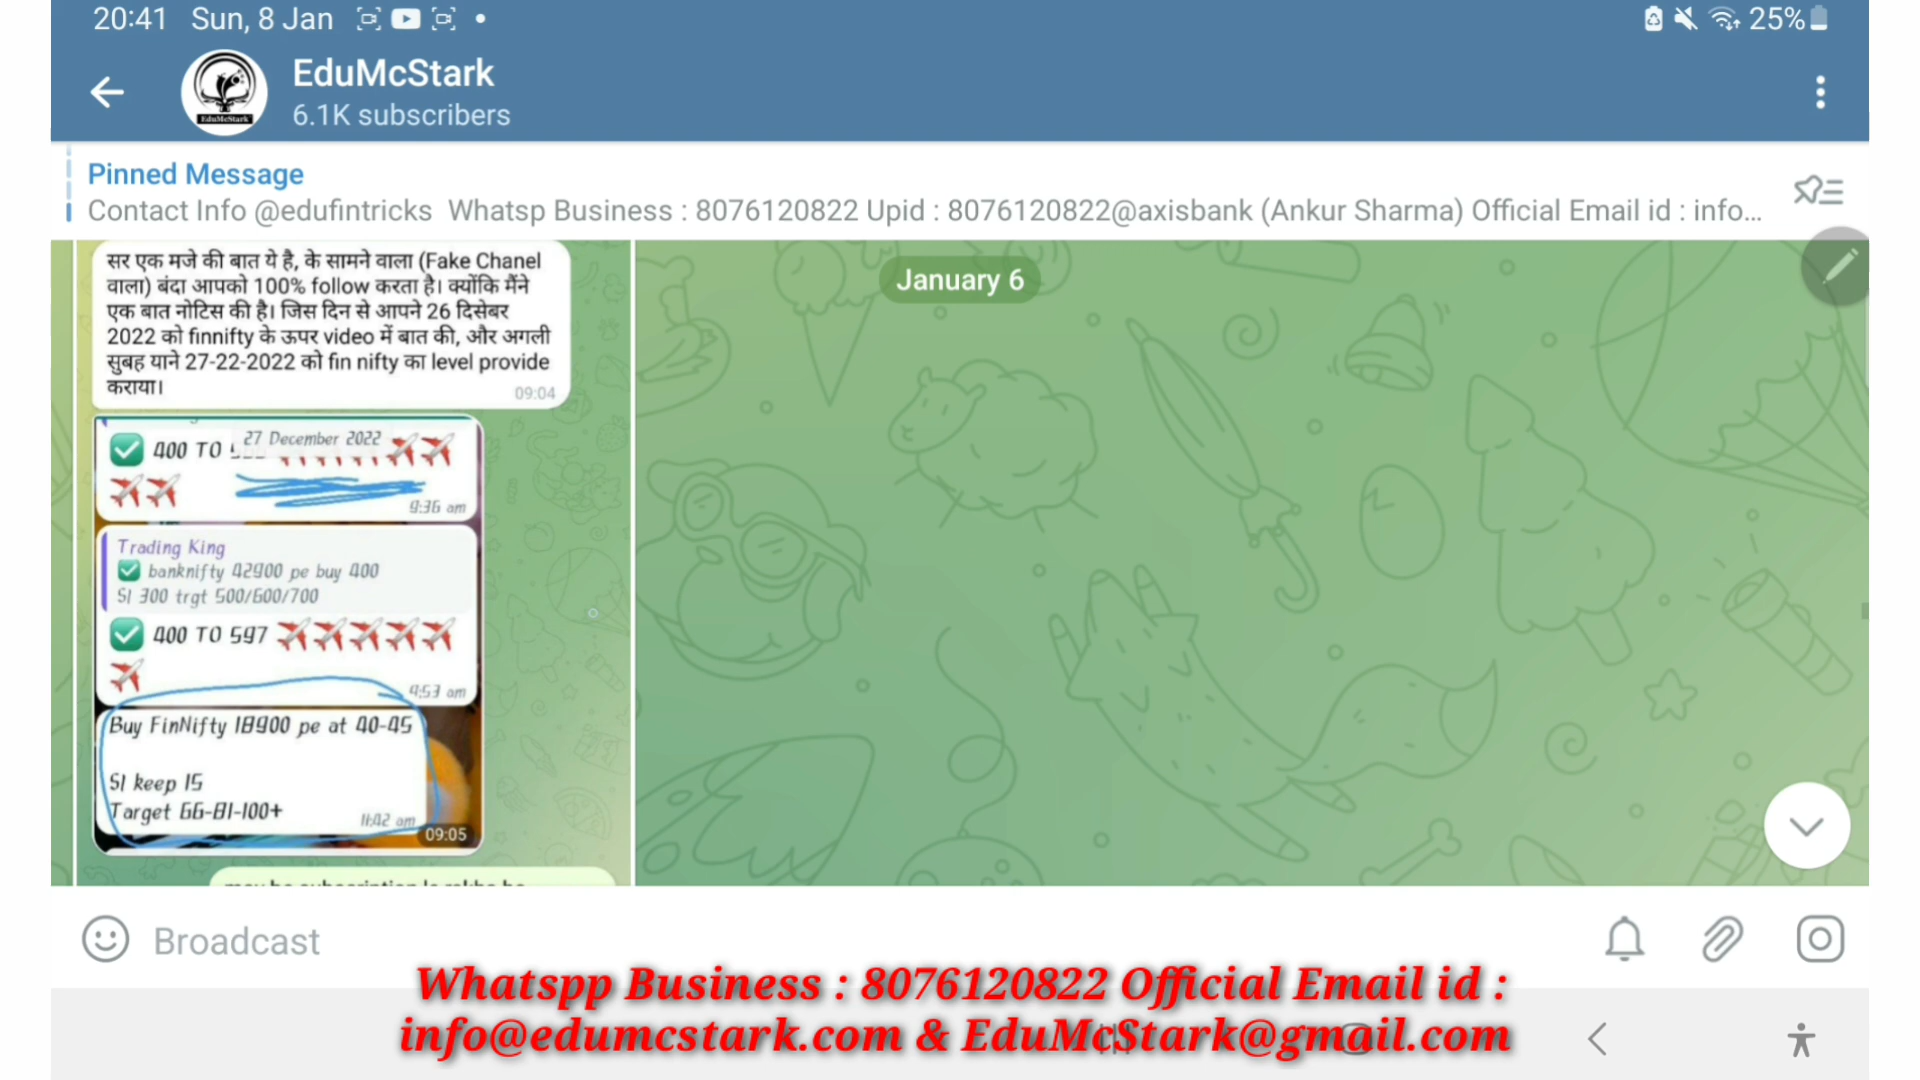 20:41 Sun, 8 Jan
25%
EduMcStark
EduMcStark
6.1K subscribers
Pinned Message
Contact Info @edufintricks Whatsp Business : 8076120822 Upid : 8076120822@axisbank (Ankur Sharma) Official Email id : info...
January 6
सर एक मजे की बात ये है, के सामने वाला (Fake Chanel
वाला) बंदा आपको 100% follow करता है। क्योंकि मैंने
एक बात नोटिस की है। जिस दिन से आपने 26 दिसेबर
2022 को finnifty के ऊपर video में बात की, और अगली
सुबह याने 27-22-2022 को fin nifty का level provide
कराया।
09:04
27 December 2022
400 TO
9:36 am
Trading King
banknifty 42900 pe buy 400
Sl 300 trgt 500/600/700
400 TO 597
9:53 am
Buy FinNifty 18900 pe at 40-45
Sl keep 15
Target 66-81-100+
11:42 am
09:05
Broadcast
Whatspp Business : 8076120822 Official Email id :
info@edumcstark.com & EduMcStark@gmail.com